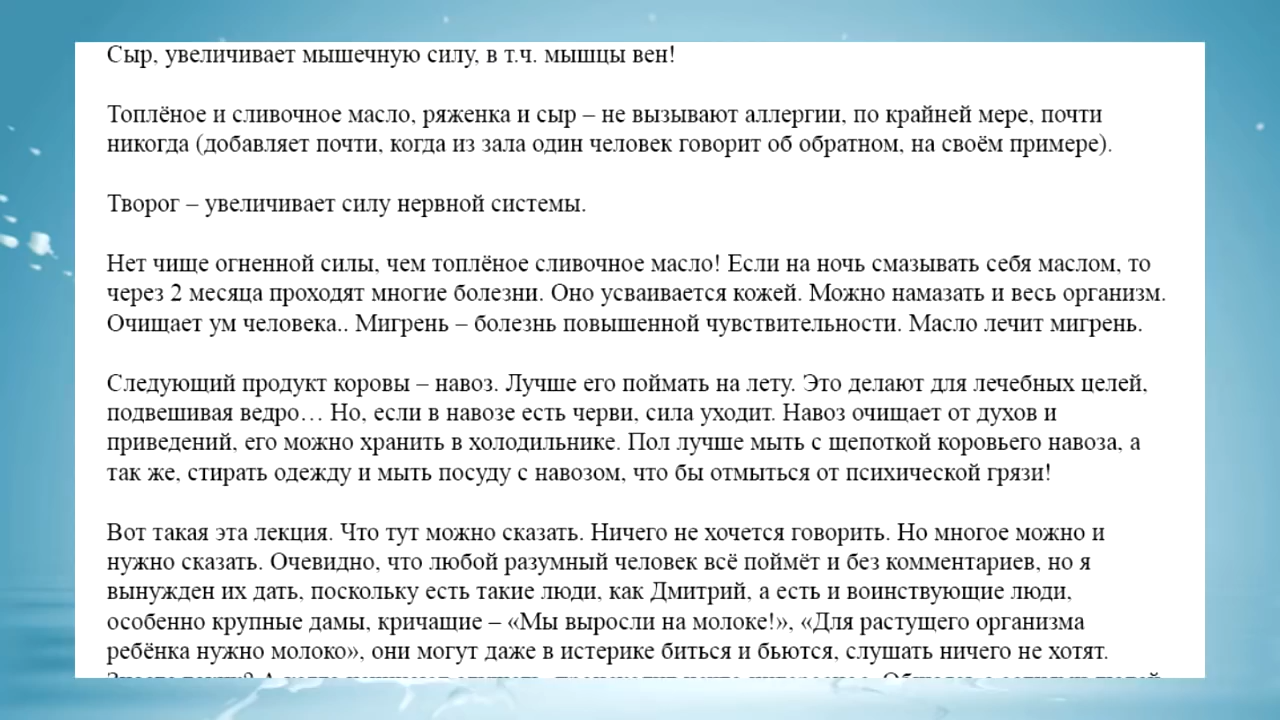 Сыр, увеличивает мышечную силу, в т.ч. мышцы вен!
Топлёное и сливочное масло, ряженка и сыр – не вызывают аллергии, по крайней мере, почти
никогда (добавляет почти, когда из зала один человек говорит об обратном, на своём примере).
Творог – увеличивает силу нервной системы.
Нет чище огненной силы, чем топлёное сливочное масло! Если на ночь смазывать себя маслом, то
через 2 месяца проходят многие болезни. Оно усваивается кожей. Можно намазать и весь организм.
Очищает ум человека.. Мигрень – болезнь повышенной чувствительности. Масло лечит мигрень.
Следующий продукт коровы – навоз. Лучше его поймать на лету. Это делают для лечебных целей,
подвешивая ведро… Но, если в навозе есть черви, сила уходит. Навоз очищает от духов и
приведений, его можно хранить в холодильнике. Пол лучше мыть с щепоткой коровьего навоза, а
так же, стирать одежду и мыть посуду с навозом, что бы отмыться от психической грязи!
Вот такая эта лекция. Что тут можно сказать. Ничего не хочется говорить. Но многое можно и
нужно сказать. Очевидно, что любой разумный человек всё поймёт и без комментариев, но я
вынужден их дать, поскольку есть такие люди, как Дмитрий, а есть и воинствующие люди,
особенно крупные дамы, кричащие – «Мы выросли на молоке!», «Для растущего организма
ребёнка нужно молоко», они могут даже в истерике биться и бьются, слушать ничего не хотят.